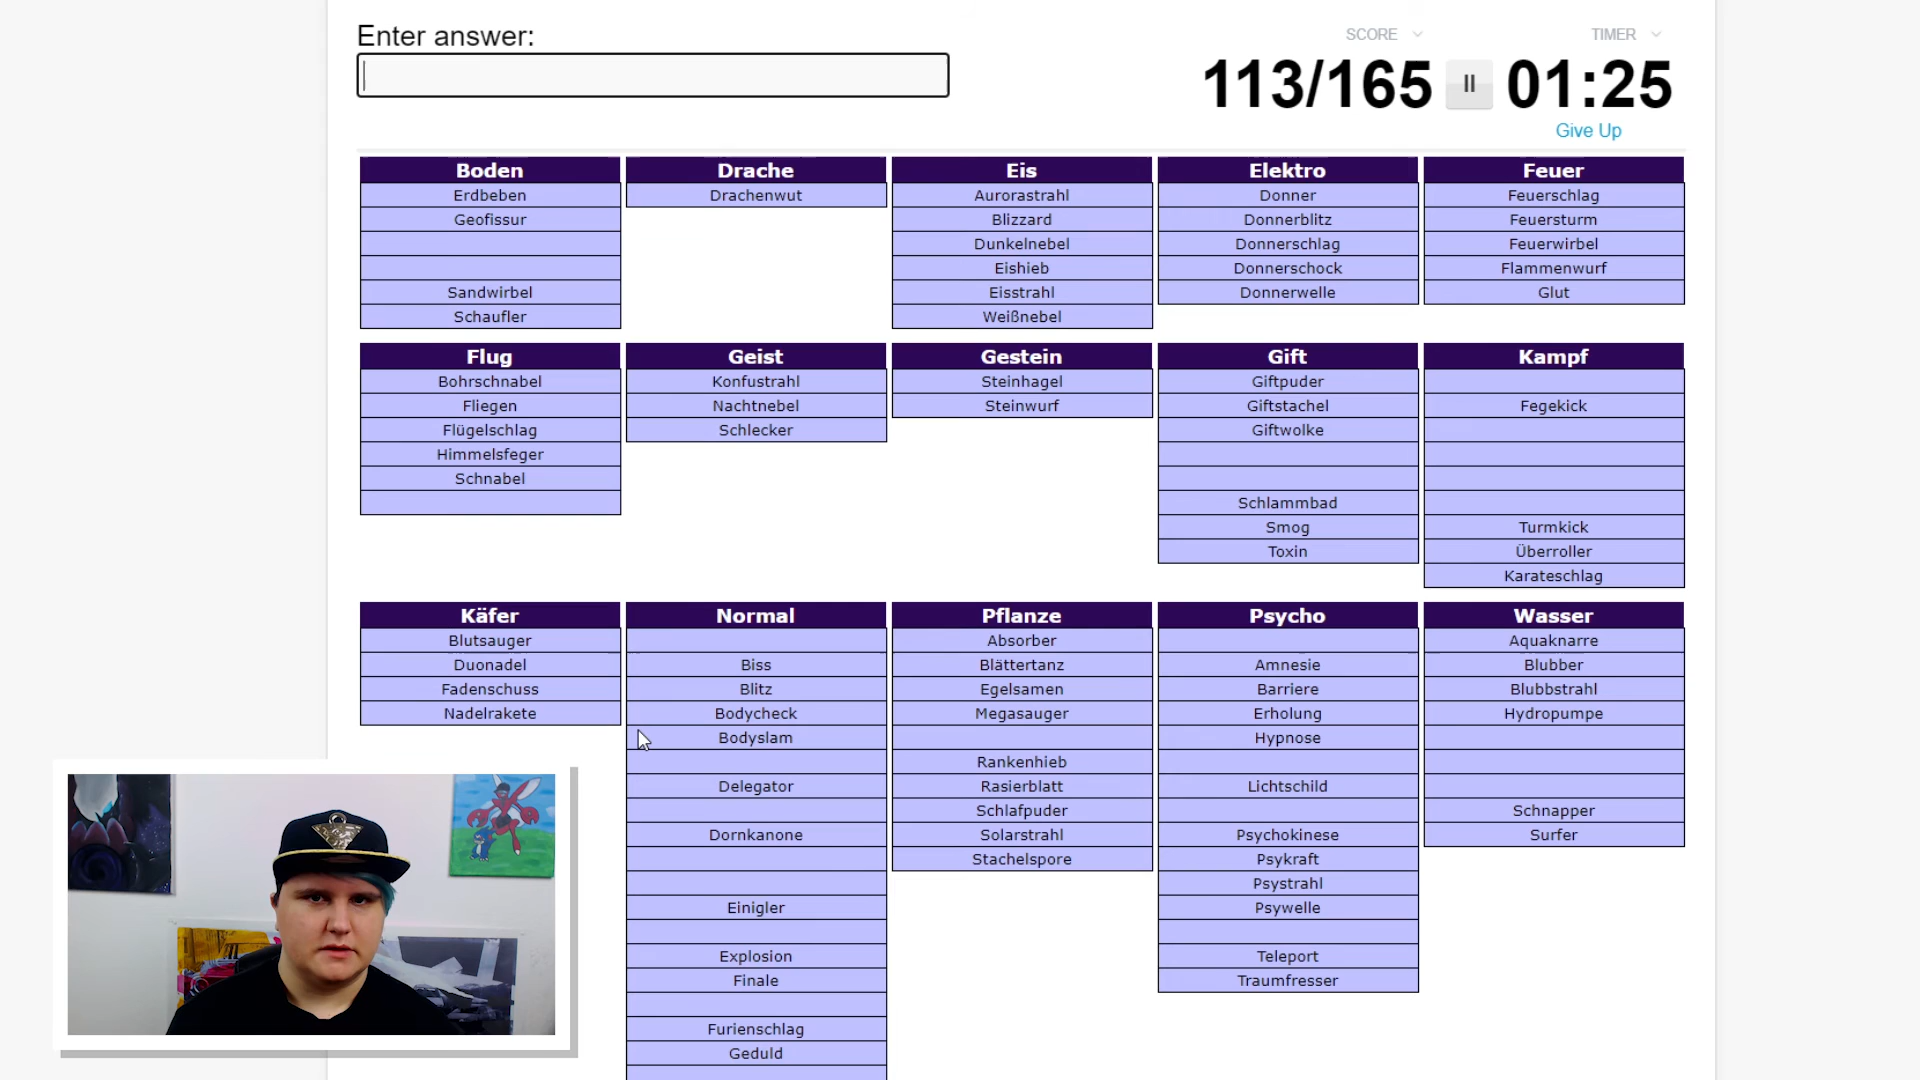 Enter answer:
SCORE
TIMER
113/165
01:25
Give Up
Boden
Erdbeben
Geofissur
Sandwirbel
Schaufler
Drache
Drachenwut
Eis
Aurorastrahl
Blizzard
Dunkelnebel
Eishieb
Eisstrahl
Weißnebel
Elektro
Donner
Donnerblitz
Donnerschlag
Donnerschock
Donnerwelle
Feuer
Feuerschlag
Feuersturm
Feuerwirbel
Flammenwurf
Glut
Flug
Bohrschnabel
Fliegen
Flügelschlag
Himmelsfeger
Schnabel
Geist
Konfustrahl
Nachtnebel
Schlecker
Gestein
Steinhagel
Steinwurf
Gift
Giftpuder
Giftstachel
Giftwolke
Schlammbad
Smog
Toxin
Kampf
Fegekick
Turmkick
Überroller
Karateschlag
Käfer
Blutsauger
Duonadel
Fadenschuss
Nadelrakete
Normal
Biss
Blitz
Bodycheck
Bodyslam
Delegator
Dornkanone
Einigler
Explosion
Finale
Furienschlag
Geduld
Pflanze
Absorber
Blättertanz
Egelsamen
Megasauger
Rankenhieb
Rasierblatt
Schlafpuder
Solarstrahl
Stachelspore
Psycho
Amnesie
Barriere
Erholung
Hypnose
Lichtschild
Psychokinese
Psykraft
Psystrahl
Psywelle
Teleport
Traumfresser
Wasser
Aquaknarre
Blubber
Blubbstrahl
Hydropumpe
Schnapper
Surfer